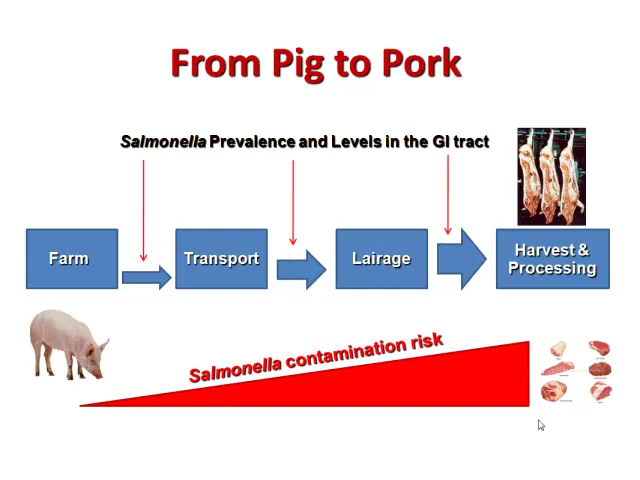 From Pig to Pork
Salmonella Prevalence and Levels in the GI tract
Farm
Transport
Lairage
Harvest &
Processing
Salmonella contamination risk